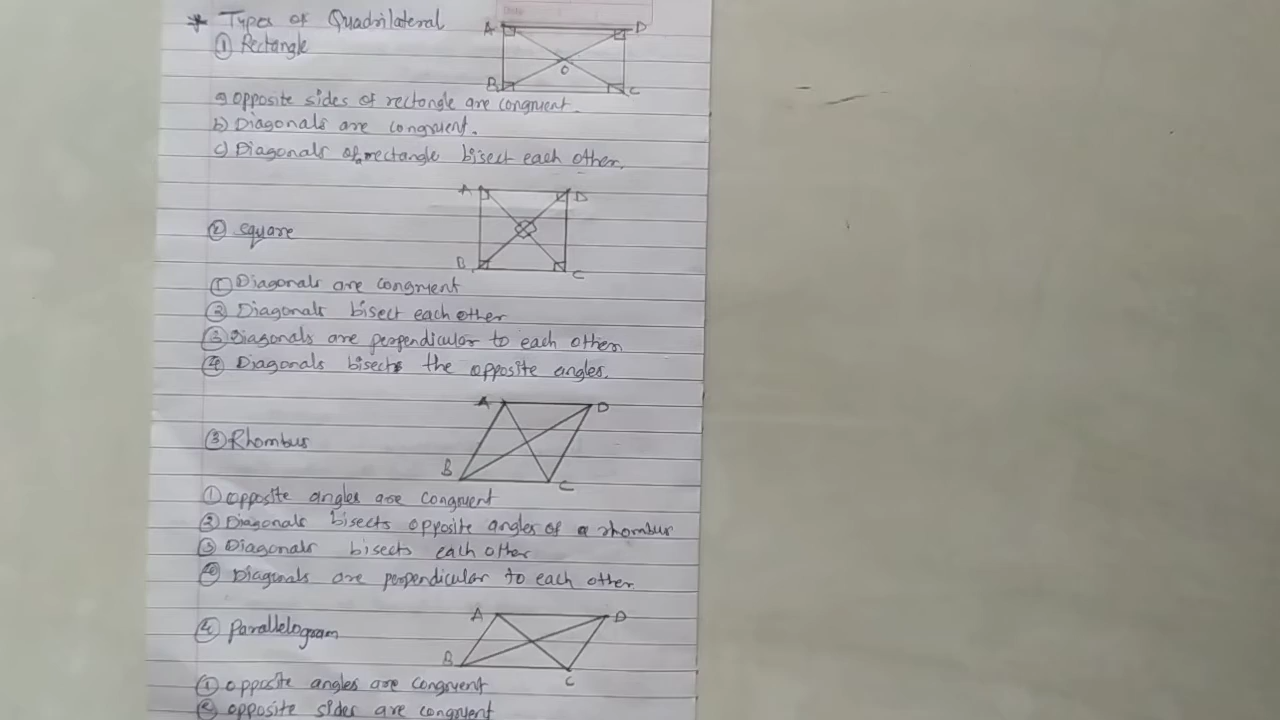 * Types of Quadrilateral
① Rectangle
A D
O
B C
a) opposite sides of rectangle are congruent.
b) Diagonals are congruent.
c) Diagonals of rectangle bisect each other.
A D
② square
B C
① Diagonals are congruent
② Diagonals bisect each other
③ Diagonals are perpendicular to each other
④ Diagonals bisects the opposite angles.
A D
③ Rhombus
B C
① opposite angles are congruent
② Diagonals bisects opposite angles of a rhombus
③ Diagonals bisects each other
④ Diagonals are perpendicular to each other
A D
④ Parallelogram
B C
① opposite angles are congruent
② opposite sides are congruent